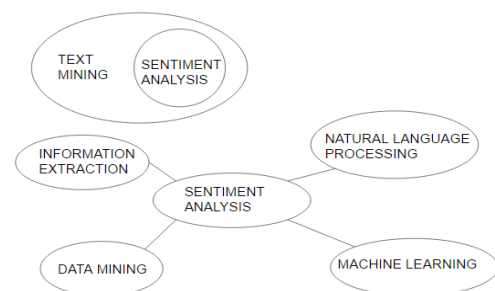 TEXT
MINING
SENTIMENT
ANALYSIS
INFORMATION
EXTRACTION
NATURAL LANGUAGE
PROCESSING
SENTIMENT
ANALYSIS
DATA MINING
MACHINE LEARNING